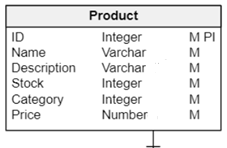 Product
ID Integer M PI
Name Varchar M
Description Varchar M
Stock Integer M
Category Integer M
Price Number M